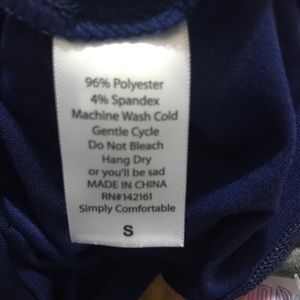 96% Polyester
4% Spandex
Machine Wash Cold
Gentle Cycle
Do Not Bleach
Hang Dry
or you'll be sad
MADE IN CHINA
RN#142161
Simply Comfortable
S